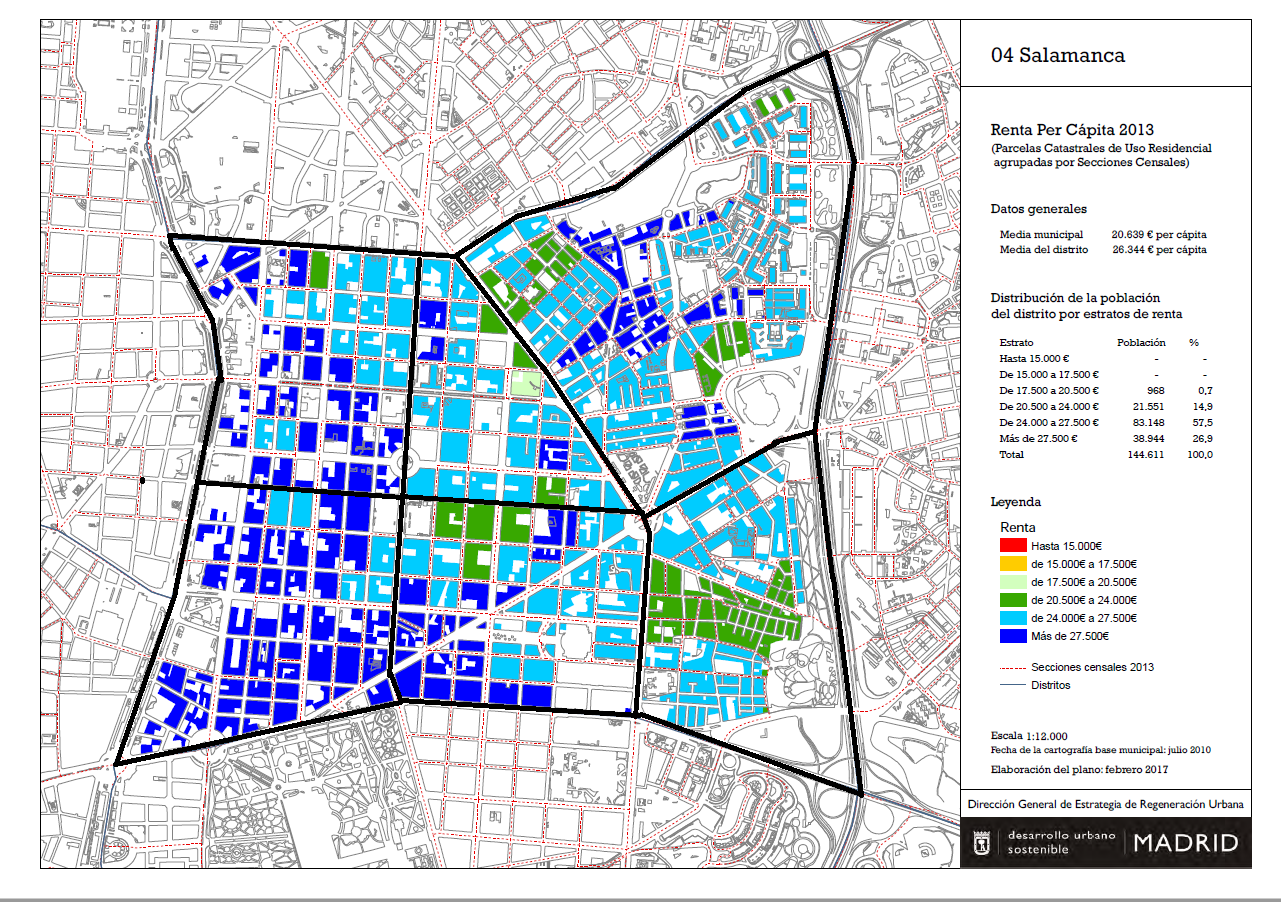 04 Salamanca
Renta Per Cápita 2013
(Parcelas Catastrales de Uso Residencial
agrupadas por Secciones Censales)
Datos generales
Media municipal 20.639 € per cápita
Media del distrito 26.344 € per cápita
Distribución de la población
del distrito por estratos de renta
Estrato Población %
Hasta 15.000 € - -
De 15.000 a 17.500 € - -
De 17.500 a 20.500 € 968 0,7
De 20.500 a 24.000 € 21.551 14,9
De 24.000 a 27.500 € 83.148 57,5
Más de 27.500 € 38.944 26,9
Total 144.611 100,0
Leyenda
Renta
Hasta 15.000€
de 15.000€ a 17.500€
de 17.500€ a 20.500€
de 20.500€ a 24.000€
de 24.000€ a 27.500€
Más de 27.500€
Secciones censales 2013
Distritos
Escala 1:12.000
Fecha de la cartografía base municipal: julio 2010
Elaboración del plano: febrero 2017
Dirección General de Estrategia de Regeneración Urbana
desarrollo urbano
sostenible
MADRID